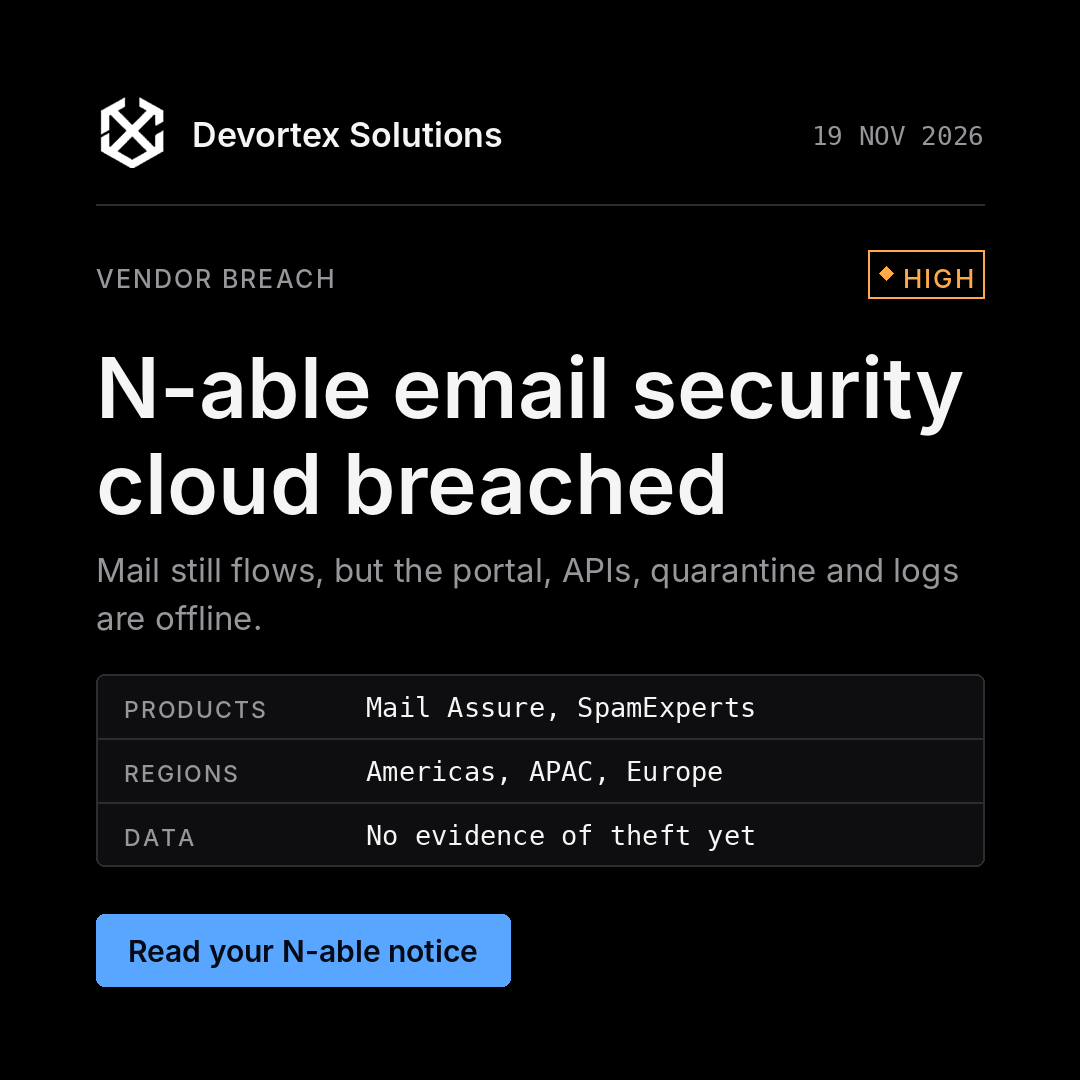 Devortex Solutions
19 NOV 2026
VENDOR BREACH
HIGH
N-able email security
cloud breached
Mail still flows, but the portal, APIs, quarantine and logs
are offline.
PRODUCTS Mail Assure, SpamExperts
REGIONS Americas, APAC, Europe
DATA No evidence of theft yet
Read your N-able notice